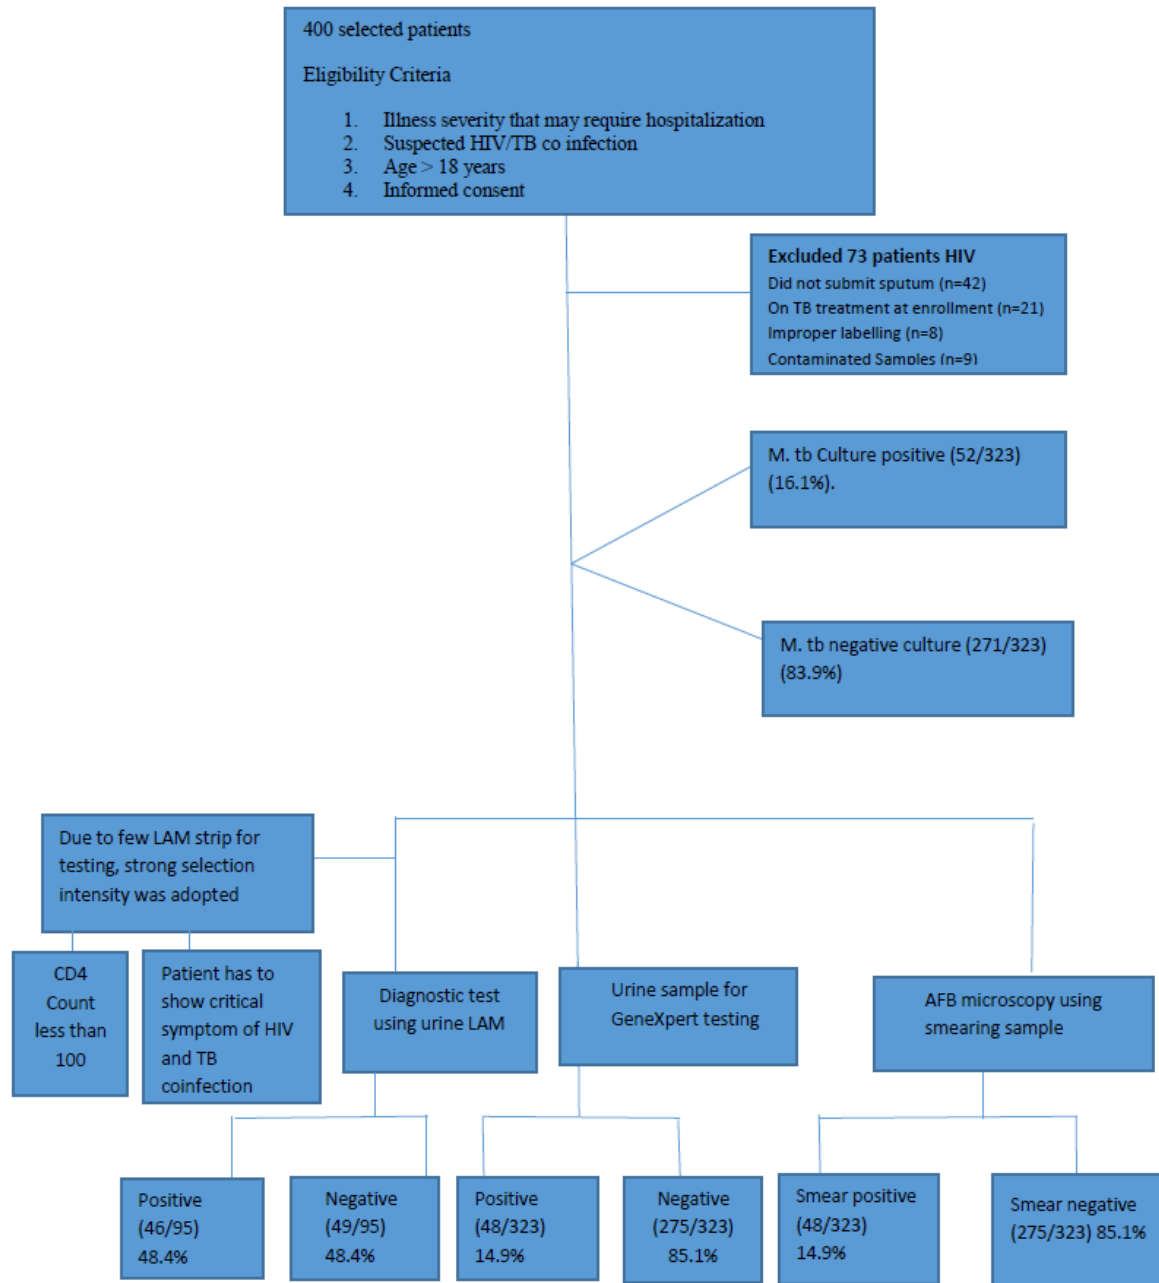 400 selected patients
Eligibility Criteria
1. Illness severity that may require hospitalization
2. Suspected HIV/TB co infection
3. Age > 18 years
4. Informed consent
Excluded 73 patients HIV
Did not submit sputum (n=42)
On TB treatment at enrollment (n=21)
Improper labelling (n=8)
Contaminated Samples (n=9)
M. tb Culture positive (52/323)
(16.1%).
M. tb negative culture (271/323)
(83.9%)
Due to few LAM strip for
testing, strong selection
intensity was adopted
CD4
Count
less than
100
Patient has to
show critical
symptom of HIV
and TB
coinfection
Diagnostic test
using urine LAM
Urine sample for
GeneXpert testing
AFB microscopy using
smearing sample
Positive
(46/95)
48.4%
Negative
(49/95)
48.4%
Positive
(48/323)
14.9%
Negative
(275/323)
85.1%
Smear positive
(48/323)
14.9%
Smear negative
(275/323) 85.1%